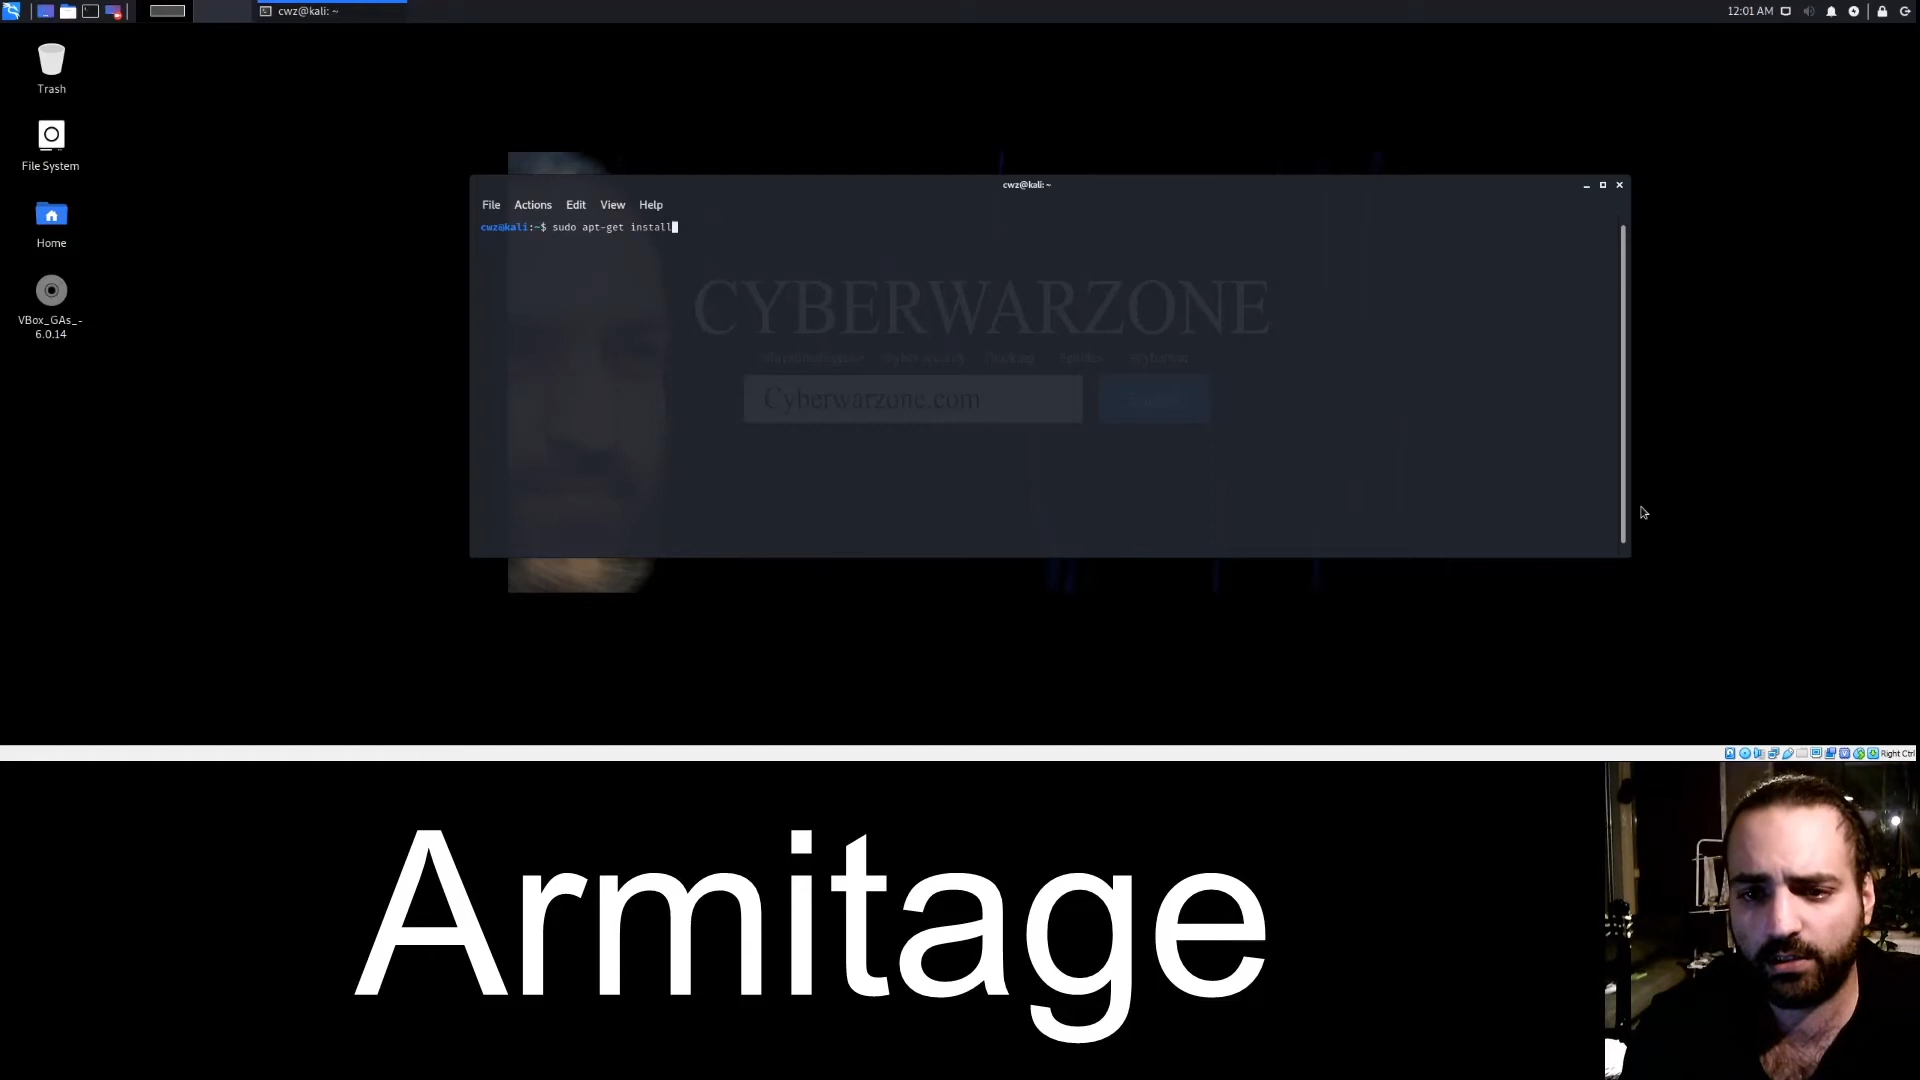 cwz@kali: ~
12:01 AM
Trash
File System
Home
VBox_GAs_-
6.0.14
cwz@kali: ~
File Actions Edit View Help
cwz@kali:~$ sudo apt-get install
CYBERWARZONE
Cyberwarzone.com
Right Ctrl
Armitage